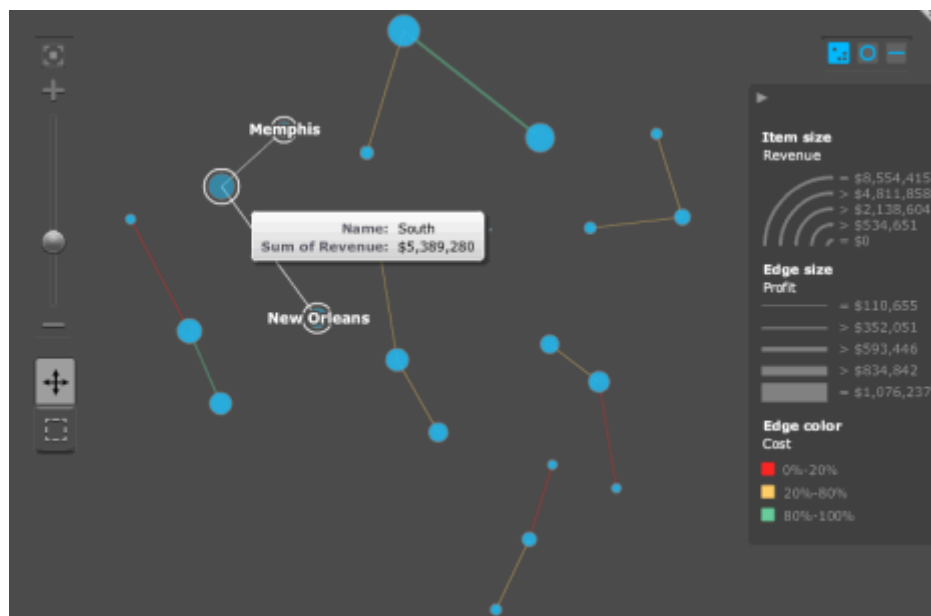 Memphis
Name: South
Sum of Revenue: $5,389,280
New Orleans
Item size
Revenue
= $8,554,415
> $4,811,858
> $2,138,604
> $534,651
= $0
Edge size
Profit
= $110,655
> $352,051
> $593,446
> $834,842
= $1,076,237
Edge color
Cost
0%-20%
20%-80%
80%-100%